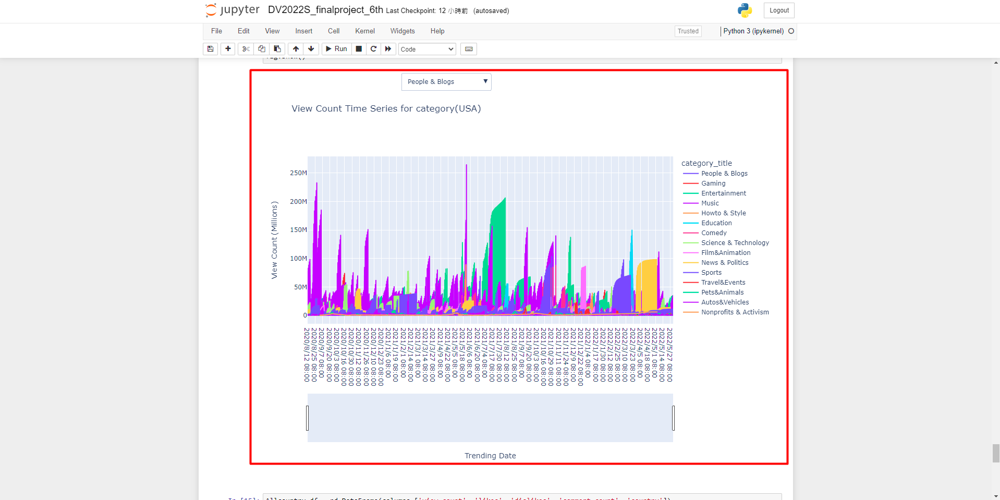 jupyter DV2022S_finalproject_6th Last Checkpoint: 12 小時前 (autosaved)
Logout
File Edit View Insert Cell Kernel Widgets Help
Trusted
Python 3 (ipykernel)
Run
Code
People & Blogs
View Count Time Series for category(USA)
View Count (Millions)
250M
200M
150M
100M
50M
0
category_title
People & Blogs
Gaming
Entertainment
Music
Howto & Style
Education
Comedy
Science & Technology
Film&Animation
News & Politics
Sports
Travel&Events
Pets&Animals
Autos&Vehicles
Nonprofits & Activism
2020/8/12 08:00
2020/8/25 08:00
2020/9/7 08:00
2020/9/20 08:00
2020/10/3 08:00
2020/10/16 08:00
2020/10/30 08:00
2020/11/12 08:00
2020/11/26 08:00
2020/12/10 08:00
2020/12/23 08:00
2021/1/6 08:00
2021/1/19 08:00
2021/2/1 08:00
2021/2/14 08:00
2021/3/14 08:00
2021/3/27 08:00
2021/4/9 08:00
2021/4/22 08:00
2021/5/5 08:00
2021/5/18 08:00
2021/6/6 08:00
2021/6/20 08:00
2021/7/4 08:00
2021/7/17 08:00
2021/7/30 08:00
2021/8/12 08:00
2021/8/25 08:00
2021/9/7 08:00
2021/9/20 08:00
2021/10/3 08:00
2021/10/16 08:00
2021/10/29 08:00
2021/11/11 08:00
2021/11/24 08:00
2021/12/9 08:00
2021/12/22 08:00
2022/1/4 08:00
2022/1/17 08:00
2022/1/30 08:00
2022/2/12 08:00
2022/2/25 08:00
2022/3/10 08:00
2022/3/23 08:00
2022/4/5 08:00
2022/4/18 08:00
2022/5/1 08:00
2022/5/14 08:00
2022/5/27 08:00
Trending Date